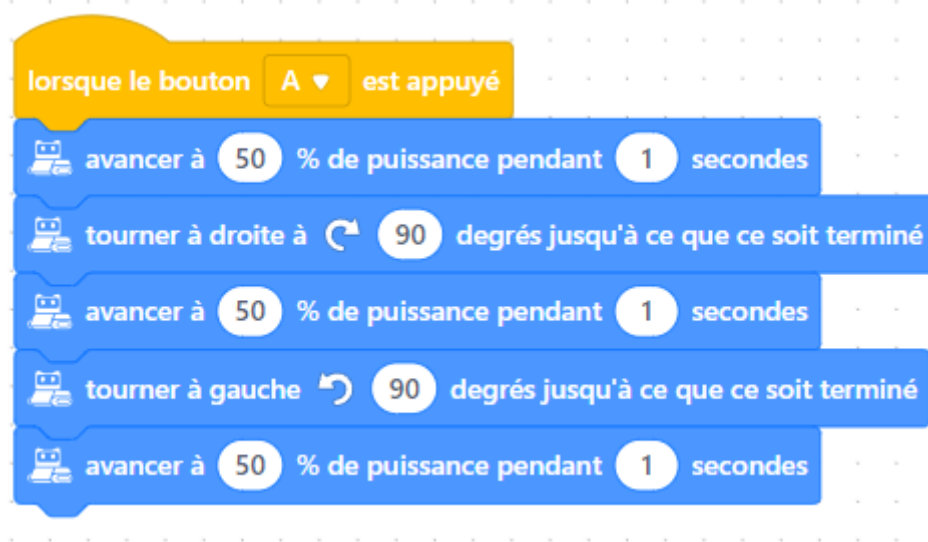 lorsque le bouton A est appuyé
avancer à 50 % de puissance pendant 1 secondes
tourner à droite à 90 degrés jusqu'à ce que ce soit terminé
avancer à 50 % de puissance pendant 1 secondes
tourner à gauche 90 degrés jusqu'à ce que ce soit terminé
avancer à 50 % de puissance pendant 1 secondes